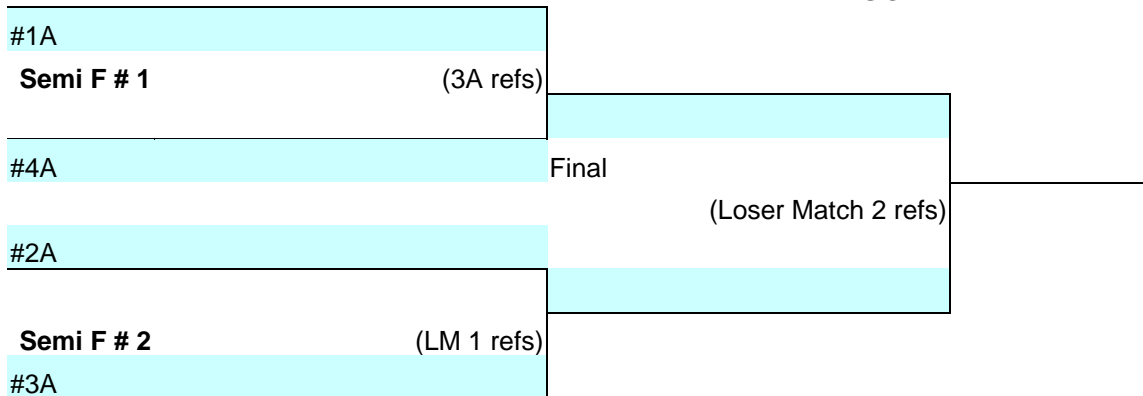 #1A
Semi F # 1 (3A refs)
#4A
Final
(Loser Match 2 refs)
#2A
Semi F # 2 (LM 1 refs)
#3A